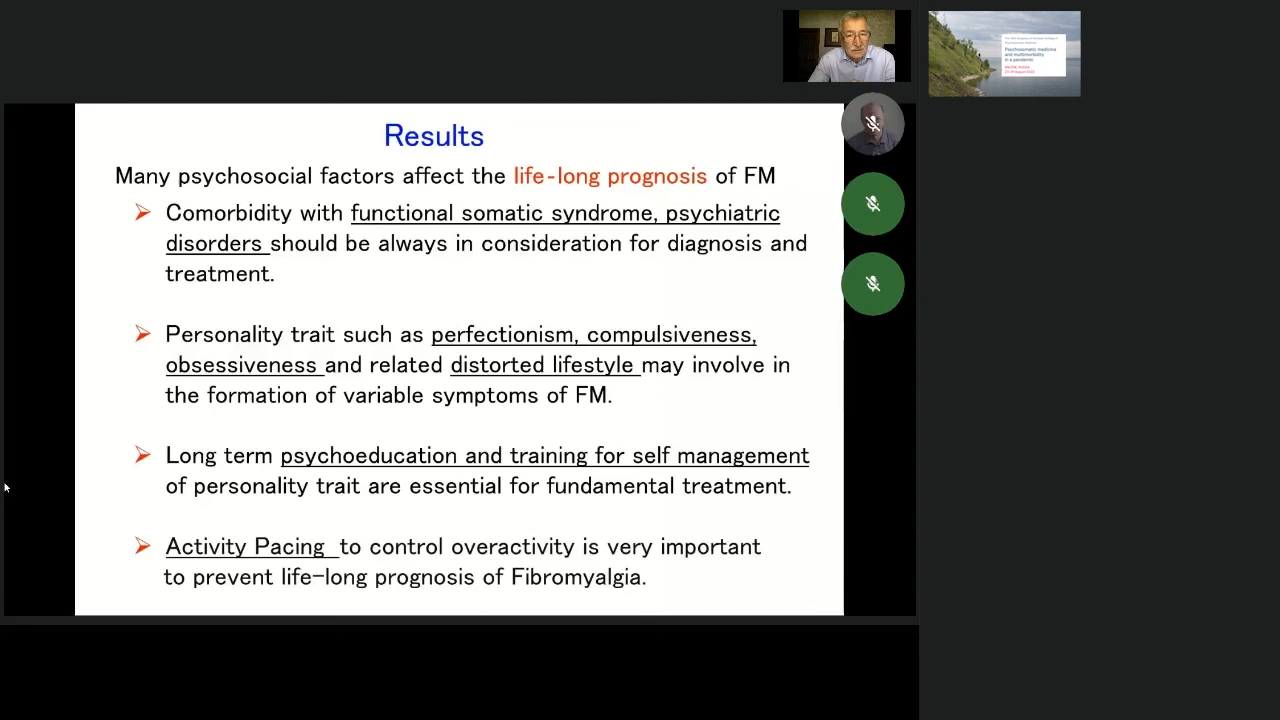 Results
Many psychosocial factors affect the life-long prognosis of FM
Comorbidity with functional somatic syndrome, psychiatric
disorders should be always in consideration for diagnosis and
treatment.
Personality trait such as perfectionism, compulsiveness,
obsessiveness and related distorted lifestyle may involve in
the formation of variable symptoms of FM.
Long term psychoeducation and training for self management
of personality trait are essential for fundamental treatment.
Activity Pacing to control overactivity is very important
to prevent life-long prognosis of Fibromyalgia.
Psychosomatic medicine
and multimorbidity
in a pandemic